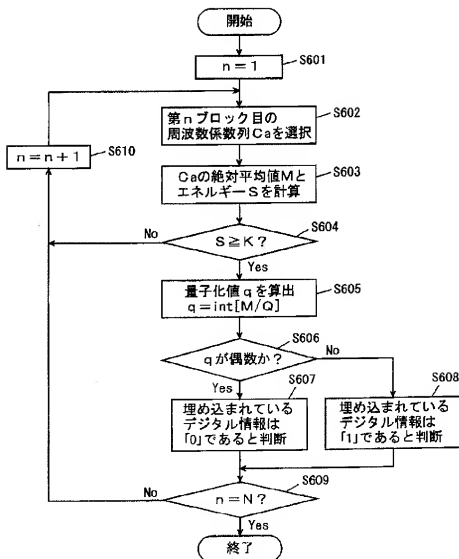 開始
n=1
S601
第nブロック目の
周波数係数列Caを選択
S602
n=n+1
S610
Caの絶対平均値Mと
エネルギーSを計算
S603
S≧K?
S604
No
Yes
量子化値qを算出
q=int[M/Q]
S605
qが偶数か?
S606
No
Yes
埋め込まれている
デジタル情報は
「0」であると判断
S607
埋め込まれている
デジタル情報は
「1」であると判断
S608
n=N?
S609
No
Yes
終了